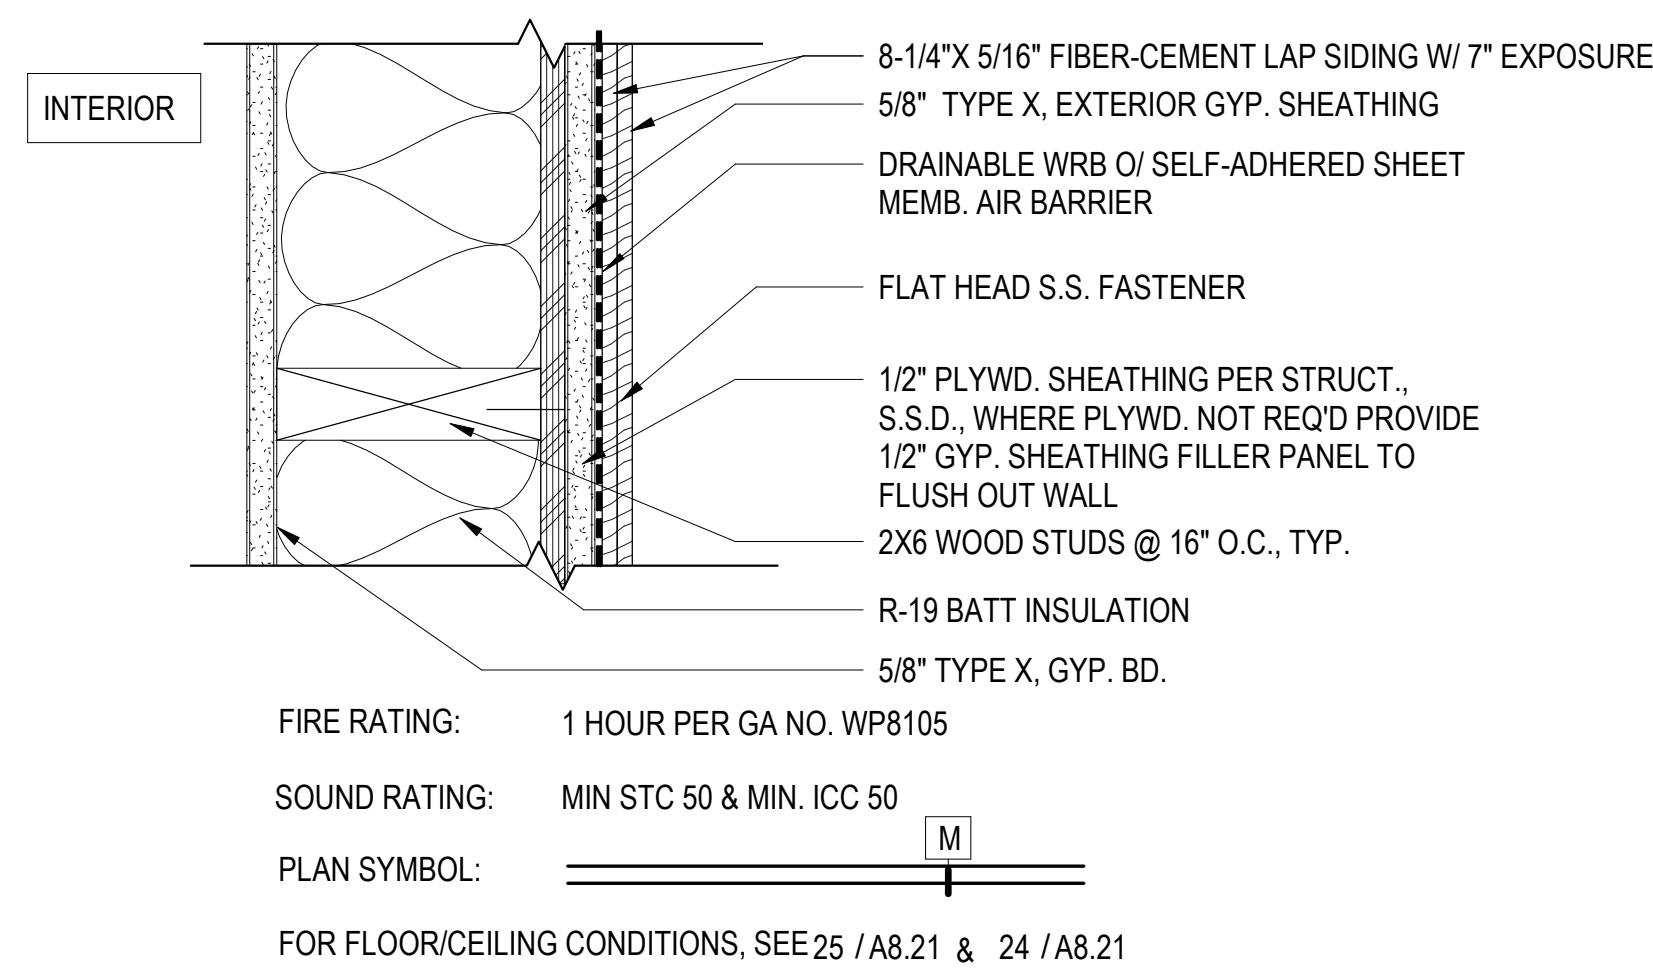 INTERIOR
8-1/4"X 5/16" FIBER-CEMENT LAP SIDING W/ 7" EXPOSURE
5/8" TYPE X, EXTERIOR GYP. SHEATHING
DRAINABLE WRB O/ SELF-ADHERED SHEET
MEMB. AIR BARRIER
FLAT HEAD S.S. FASTENER
1/2" PLYWD. SHEATHING PER STRUCT.,
S.S.D., WHERE PLYWD. NOT REQ'D PROVIDE
1/2" GYP. SHEATHING FILLER PANEL TO
FLUSH OUT WALL
2X6 WOOD STUDS @ 16" O.C., TYP.
R-19 BATT INSULATION
5/8" TYPE X, GYP. BD.
FIRE RATING: 1 HOUR PER GA NO. WP8105
SOUND RATING: MIN STC 50 & MIN. ICC 50
M
PLAN SYMBOL:
FOR FLOOR/CEILING CONDITIONS, SEE 25 / A8.21 & 24 / A8.21